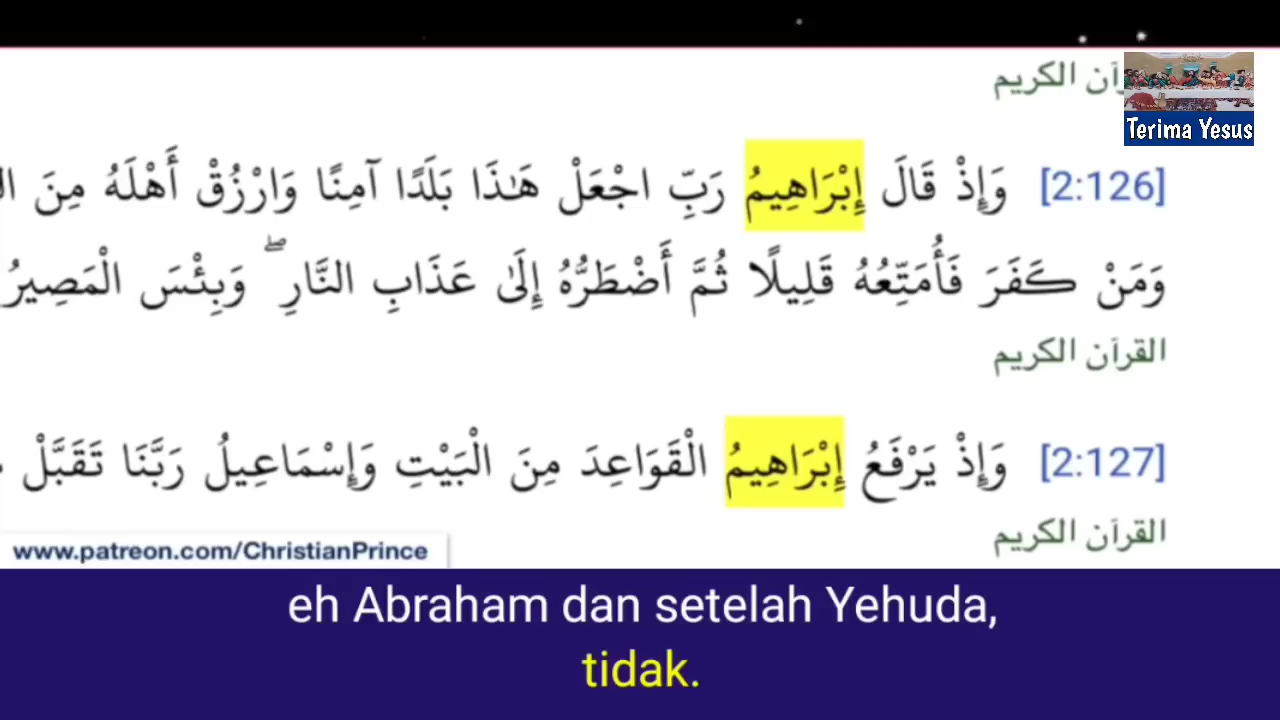 القرآن الكريم
Terima Yesus
[2:126] وَإِذْ قَالَ إِبْرَاهِيمُ رَبِّ اجْعَلْ هَٰذَا بَلَدًا آمِنًا وَارْزُقْ أَهْلَهُ مِنَ
وَمَنْ كَفَرَ فَأُمَتِّعُهُ قَلِيلًا ثُمَّ أَضْطَرُّهُ إِلَىٰ عَذَابِ النَّارِ ۖ وَبِئْسَ الْمَصِيرُ
القرآن الكريم
[2:127] وَإِذْ يَرْفَعُ إِبْرَاهِيمُ الْقَوَاعِدَ مِنَ الْبَيْتِ وَإِسْمَاعِيلُ رَبَّنَا تَقَبَّلْ
القرآن الكريم
www.patreon.com/ChristianPrince
eh Abraham dan setelah Yehuda,
tidak.